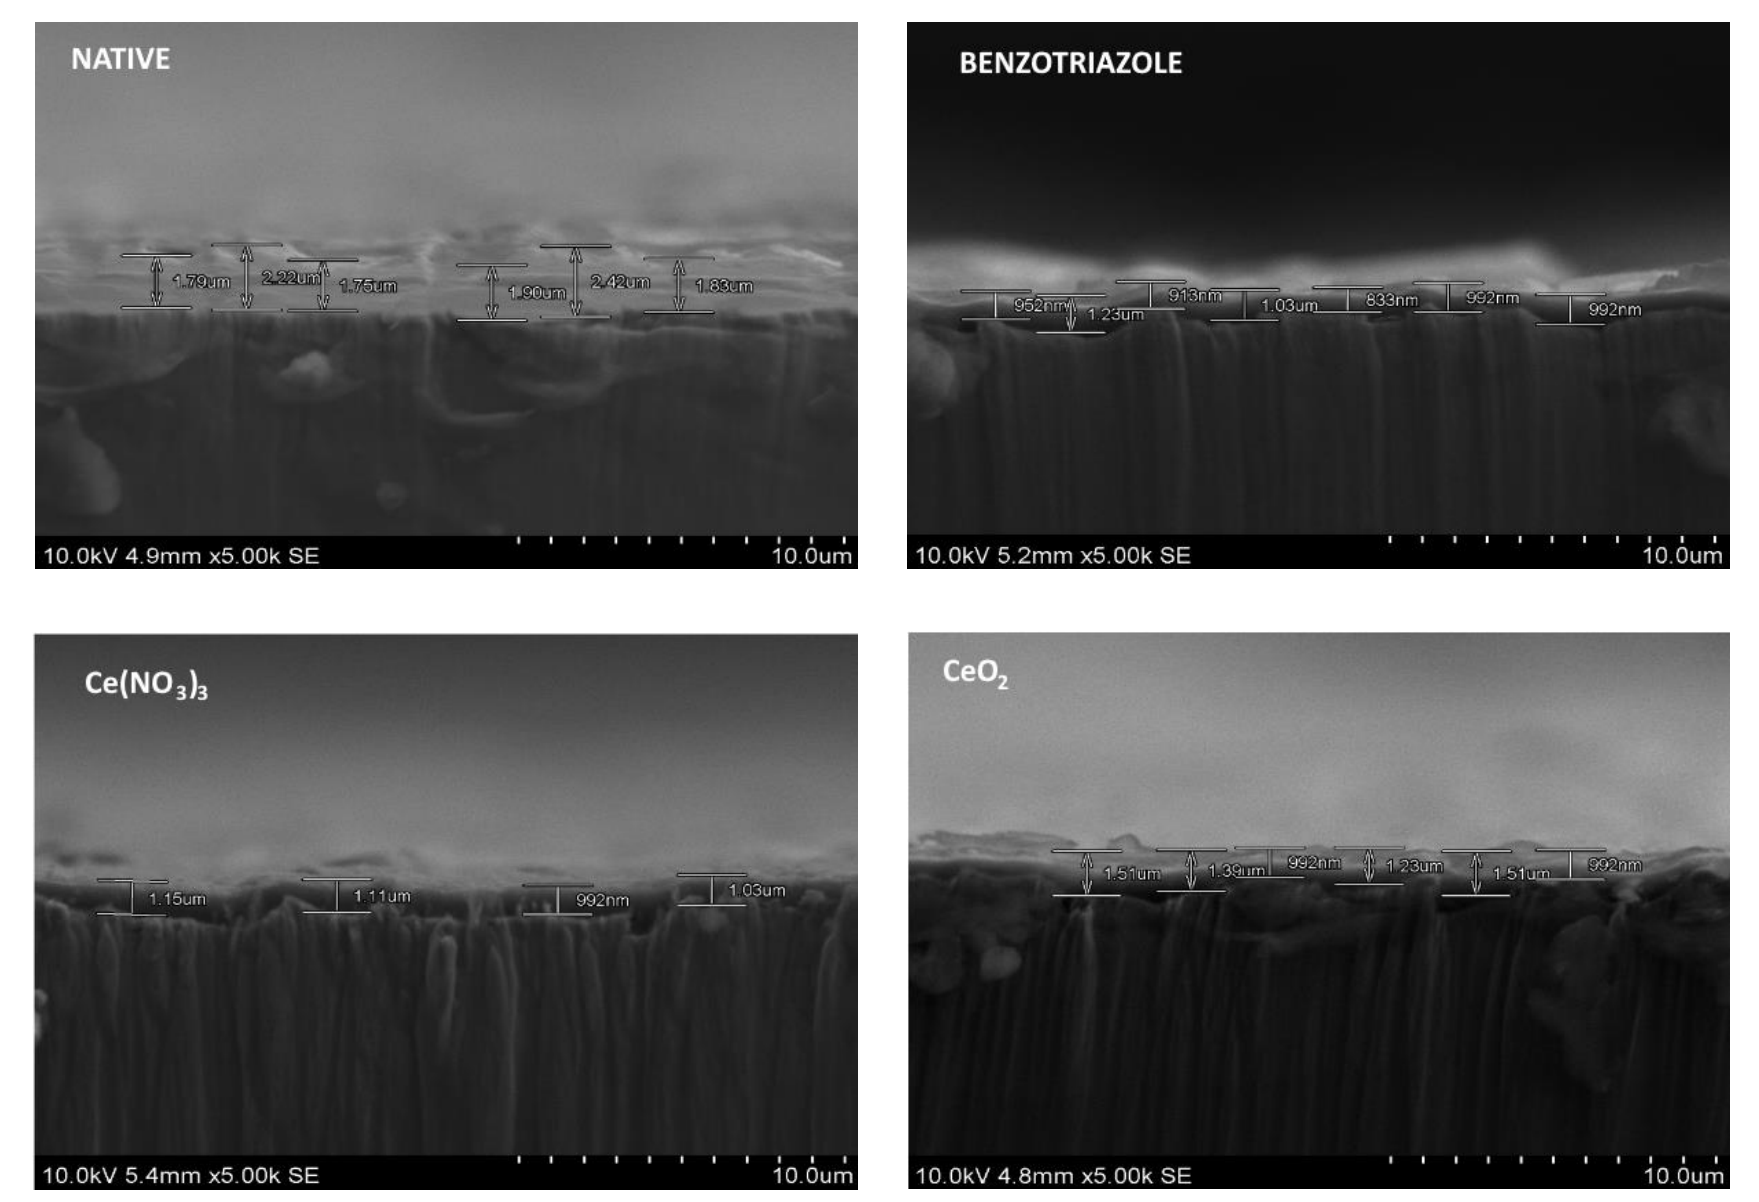 NATIVE
1.79um
2.22um
1.75um
1.90um
2.42um
1.83um
10.0kV 4.9mm x5.00k SE
10.0um
BENZOTRIAZOLE
952nm
1.23um
913nm
1.03um
833nm
992nm
992nm
10.0kV 5.2mm x5.00k SE
10.0um
Ce(NO₃)₃
1.15um
1.11um
992nm
1.03um
10.0kV 5.4mm x5.00k SE
10.0um
CeO₂
1.51um
1.39um
992nm
1.23um
1.51um
992nm
10.0kV 4.8mm x5.00k SE
10.0um